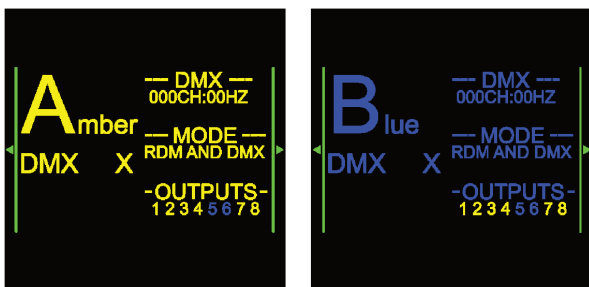 Amber
DMX X
--- DMX ---
000CH:00HZ
--- MODE ---
RDM AND DMX
-OUTPUTS-
12345678
Blue
DMX X
--- DMX ---
000CH:00HZ
--- MODE ---
RDM AND DMX
-OUTPUTS-
12345678